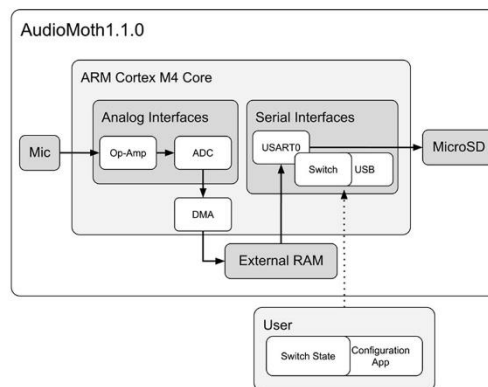 AudioMoth1.1.0
ARM Cortex M4 Core
Analog Interfaces
Serial Interfaces
Mic
Op-Amp
ADC
USART0
Switch
USB
MicroSD
DMA
External RAM
User
Switch State
Configuration
App